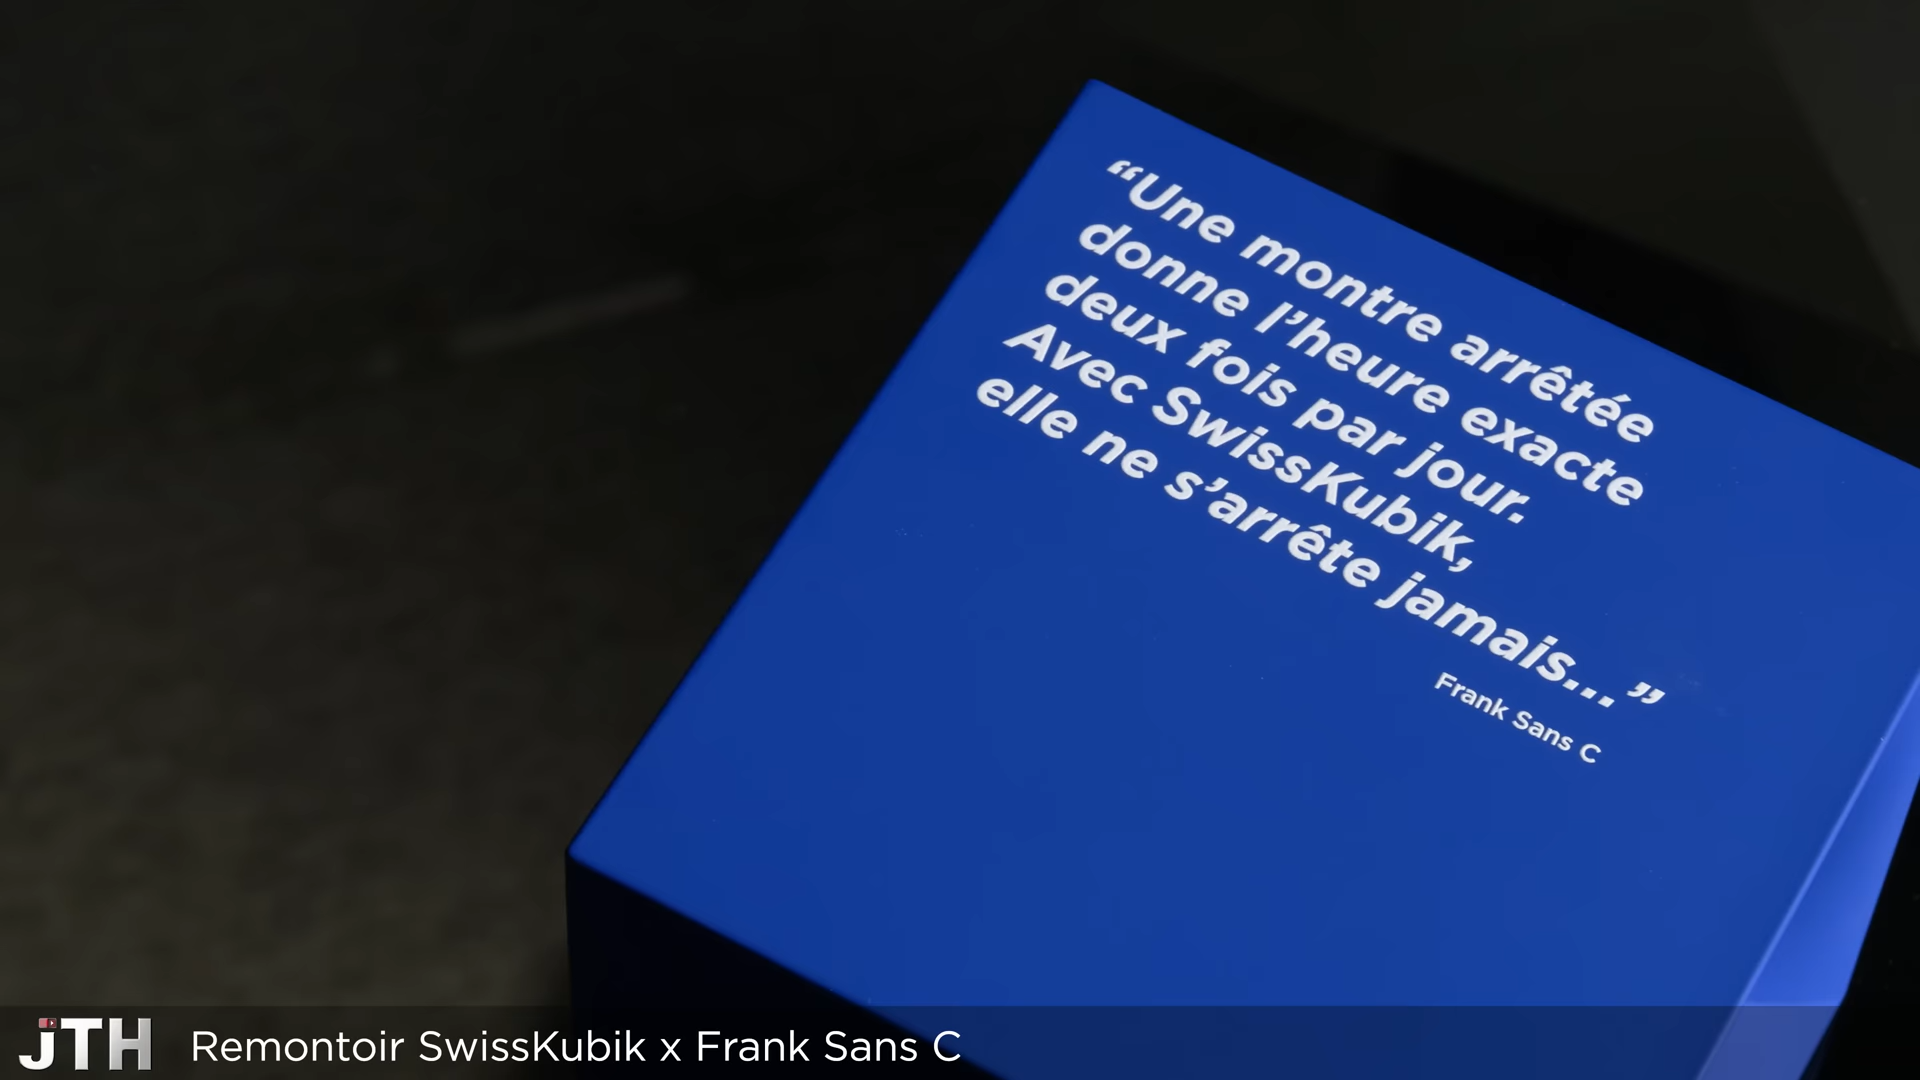 “Une montre arrêtée
donne l’heure exacte
deux fois par jour.
Avec SwissKubik,
elle ne s’arrête jamais...”
Frank Sans C
JTH
Remontoir SwissKubik x Frank Sans C